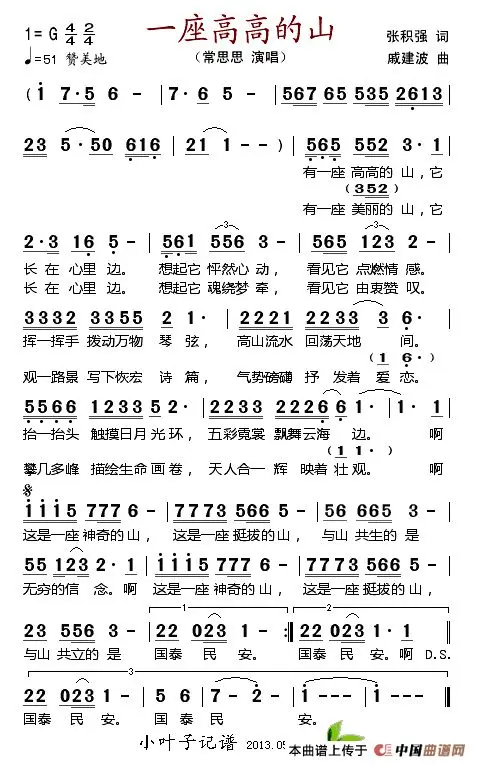 一座高高的山
1= G 4/4 2/4
张积强 词
♩=51 赞美地
(常思思 演唱)
戚建波 曲
( i 7·5 6 - | 7·6 5 - | 567 65 535 2613 |
23 5·50 616 | 21 1 - - ) | 565 552 3·1 |
有一座 高高的 山,它
(352)
有一座 美丽的 山,它
2·3 16 5 - | 561 556 3 - | 565 123 2 - |
长在 心里 边。 想起它 怦然心 动, 看见它 点燃情 感。
长在 心里 边。 想起它 魂绕梦 牵, 看见它 由衷赞 叹。
3332 3355 2 1 | 2221 2233 3 6· |
挥一挥手 拨动万物 琴 弦, 高山流水 回荡天地 间。
(1 6·)
观一路景 写下恢宏 诗 篇, 气势磅礴 抒 发着 爱 恋。
5566 1233 5 2· | 2233 2226 6 1· | 1· 1 |
抬一抬头 触摸日月 光 环, 五彩霓裳 飘舞云海 边。 啊
(1 1·)
攀几多峰 描绘生命 画 卷, 天人合一 辉 映着 壮 观。 啊
iii5 777 6 - | 7773 566 5 - | 56 665 1 - |
这是一座 神奇的 山, 这是一座 挺拔的 山, 与山 共生的 是
55 123 2·1 | iii5 777 6 - | 7773 566 5 - |
无穷 的信 念。啊 这是一座 神奇的 山, 这是一座 挺拔的 山,
1 2
23 556 3 - | 22 023 1 - :‖ 22 023 1·1 ‖
与山 共立的 是 国泰 民 安。 国泰 民 安。啊 D.S.
3
22 023 1 - | 5 6 7 - 2 - | i - - - | i - - - ‖
国泰 民 安。 国 泰 民 安。
小叶子记谱 2013.05
本曲谱上传于 中国曲谱网